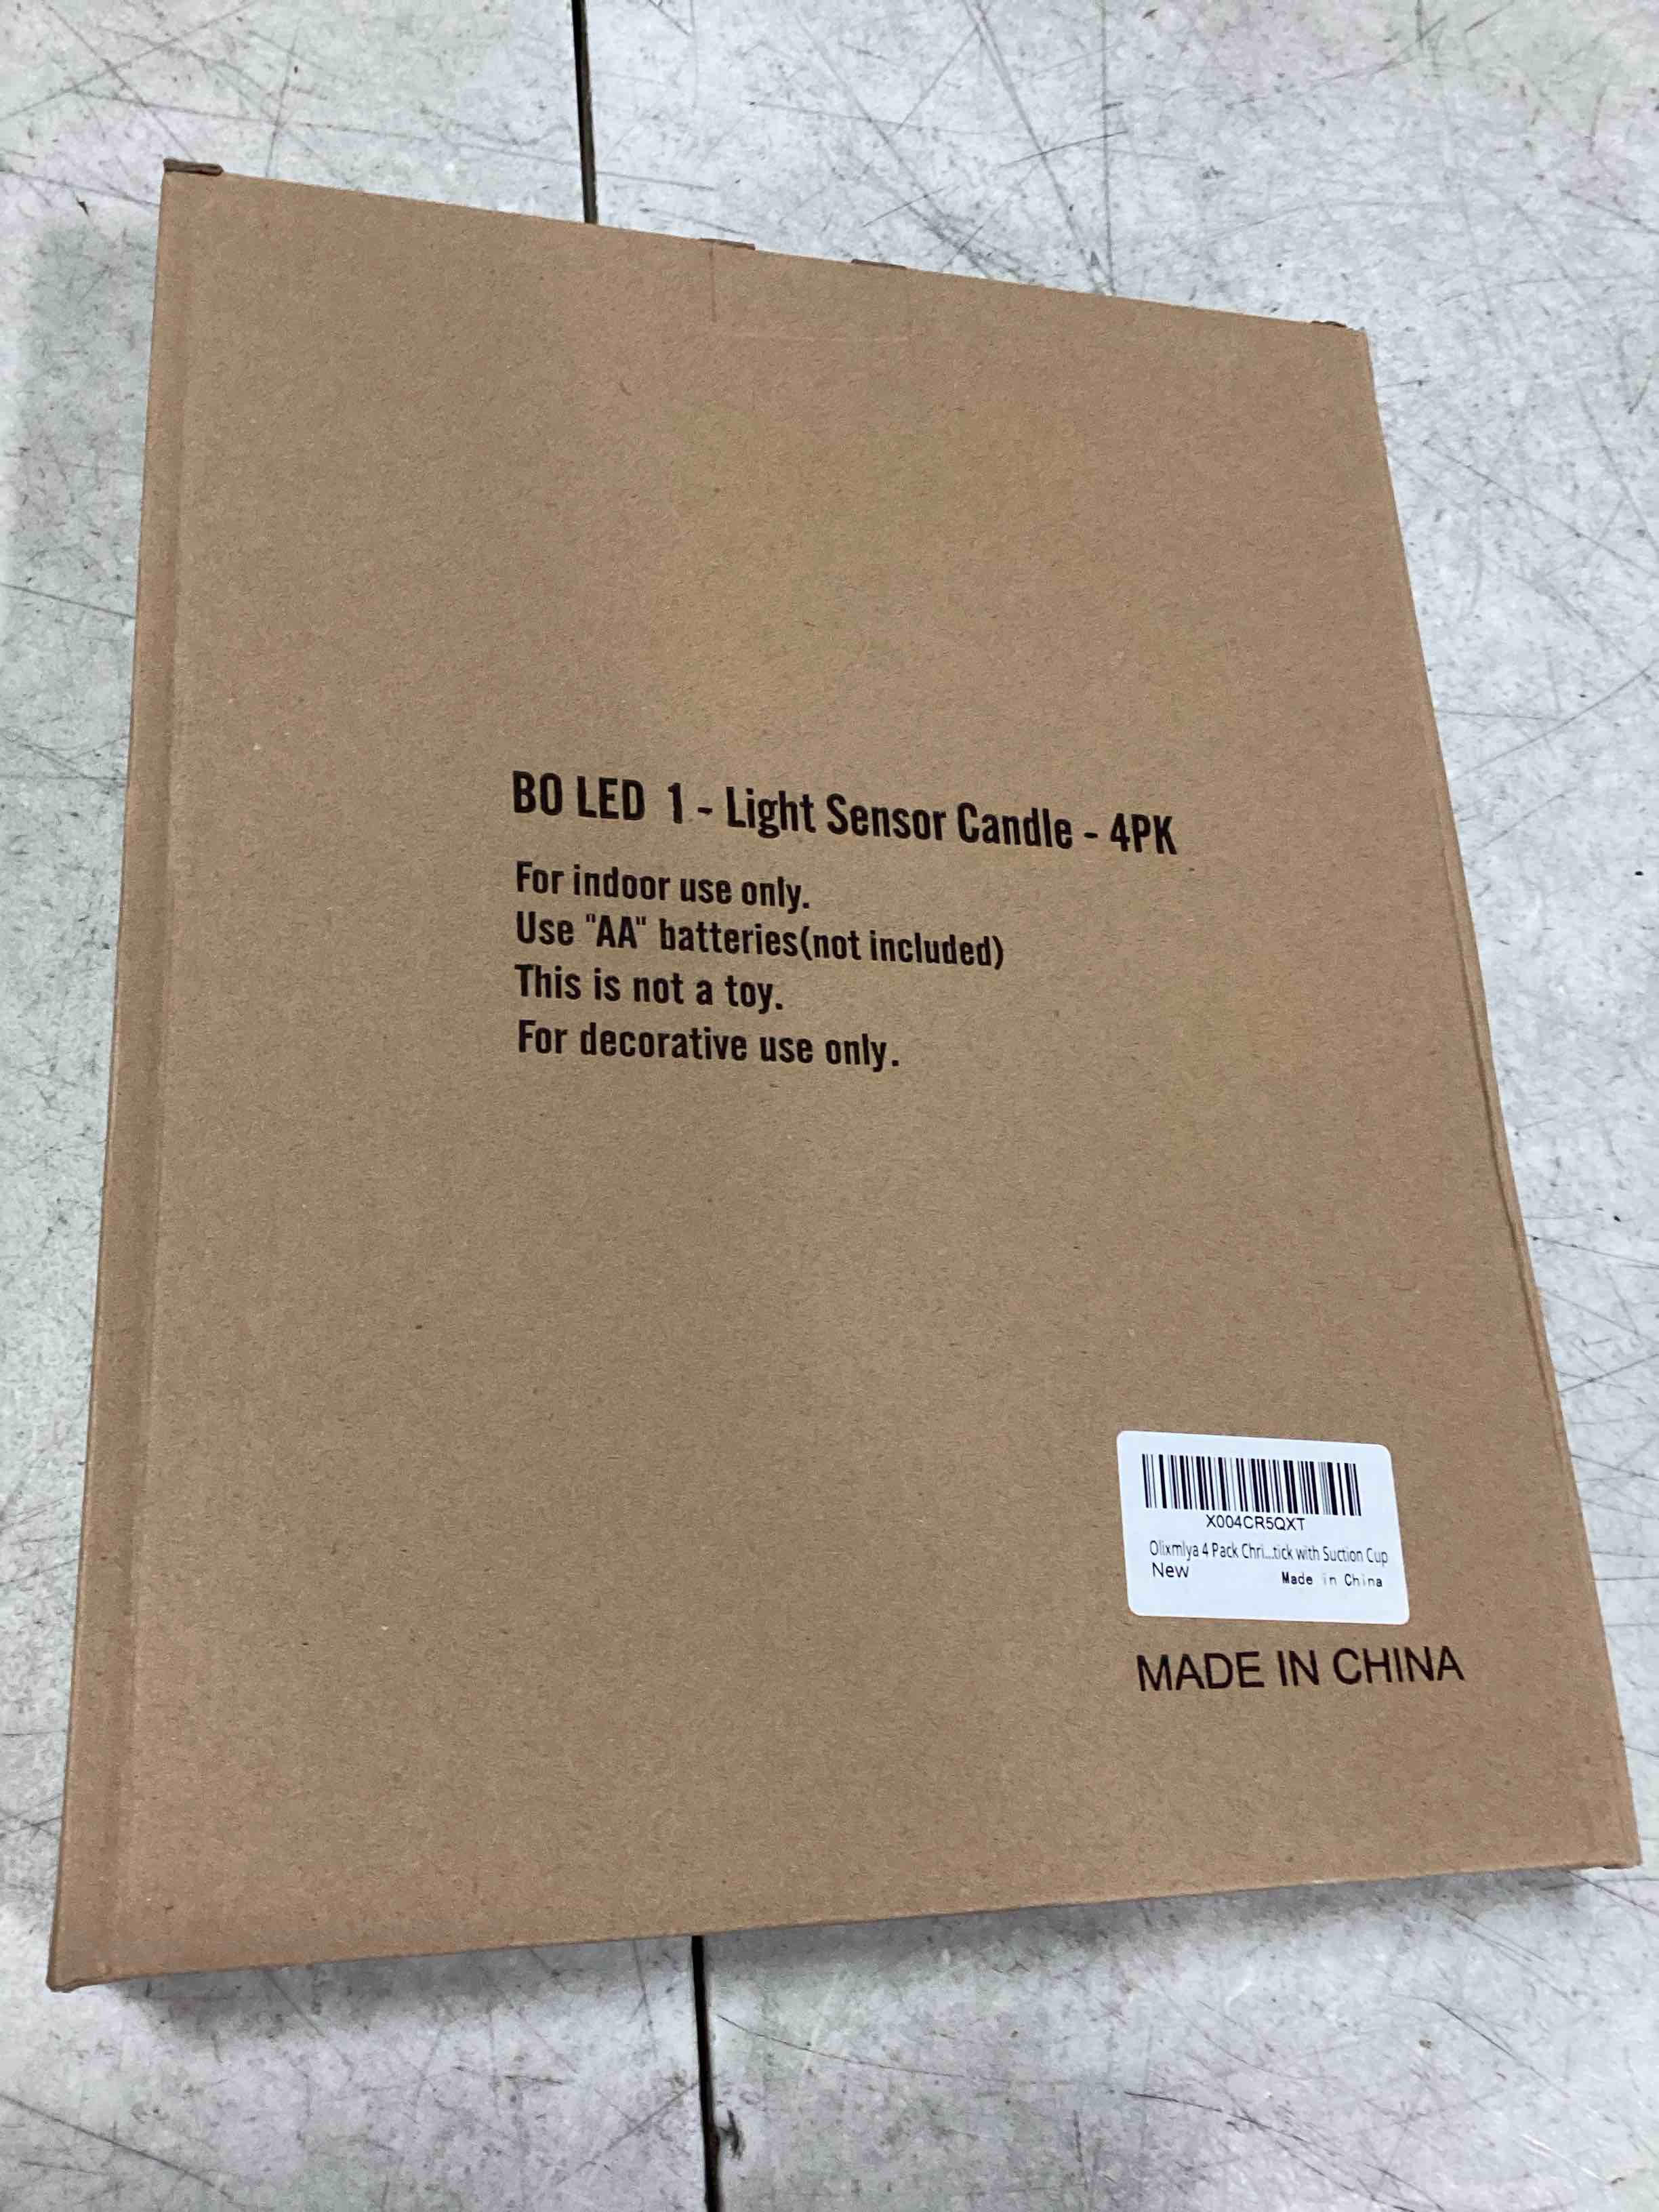 BO LED 1 - Light Sensor Candle - 4PK
For indoor use only.
Use "AA" batteries(not included)
This is not a toy.
For decorative use only.
X004CR5QXT
Olixmlya 4 Pack Chri...tick with Suction Cup
New
Made in China
MADE IN CHINA